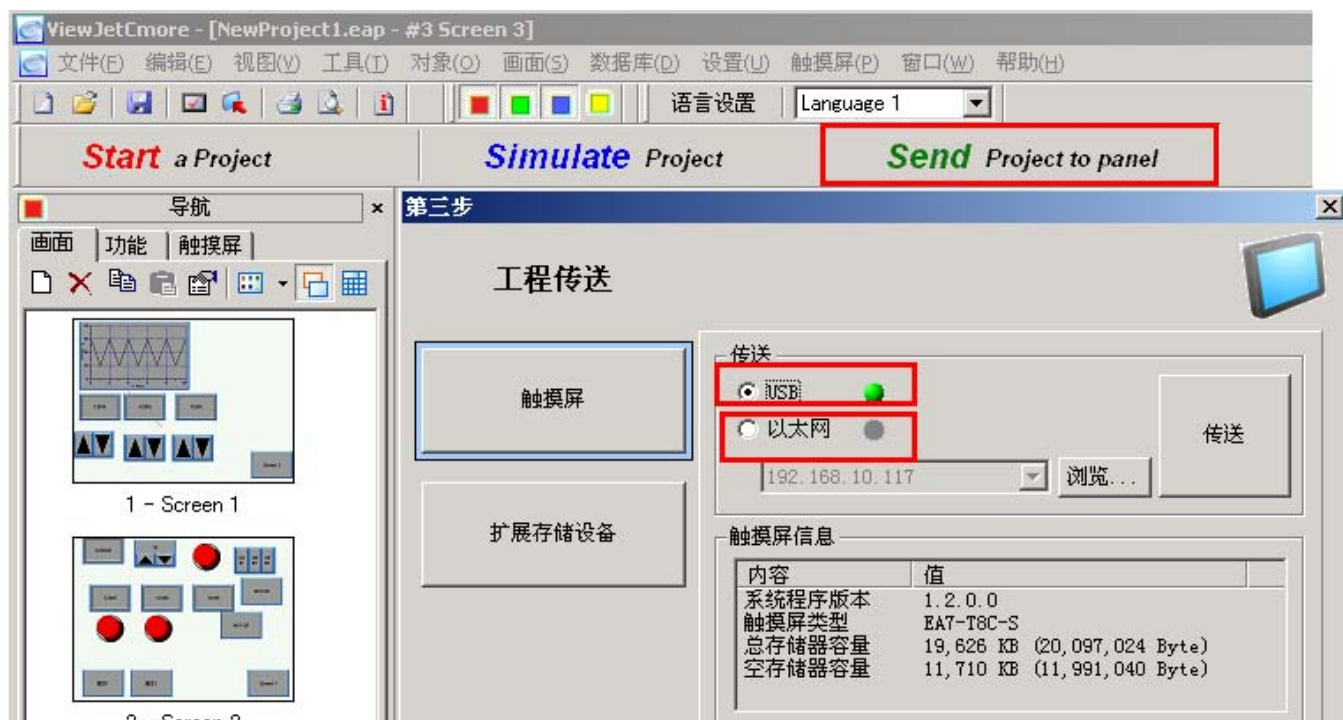 ViewJetCmore - [NewProject1.eap - #3 Screen 3]
文件(F) 编辑(E) 视图(V) 工具(T) 对象(O) 画面(S) 数据库(D) 设置(U) 触摸屏(P) 窗口(W) 帮助(H)
语言设置 Language 1
Start a Project Simulate Project Send Project to panel
导航
第三步
画面 功能 触摸屏
工程传送
触摸屏
传送
USB
以太网
传送
192.168.10.117 浏览...
1 - Screen 1
扩展存储设备
触摸屏信息
内容 值
系统程序版本 1.2.0.0
触摸屏类型 EA7-T8C-S
总存储器容量 19,626 KB (20,097,024 Byte)
空存储器容量 11,710 KB (11,991,040 Byte)
2 - Screen 2